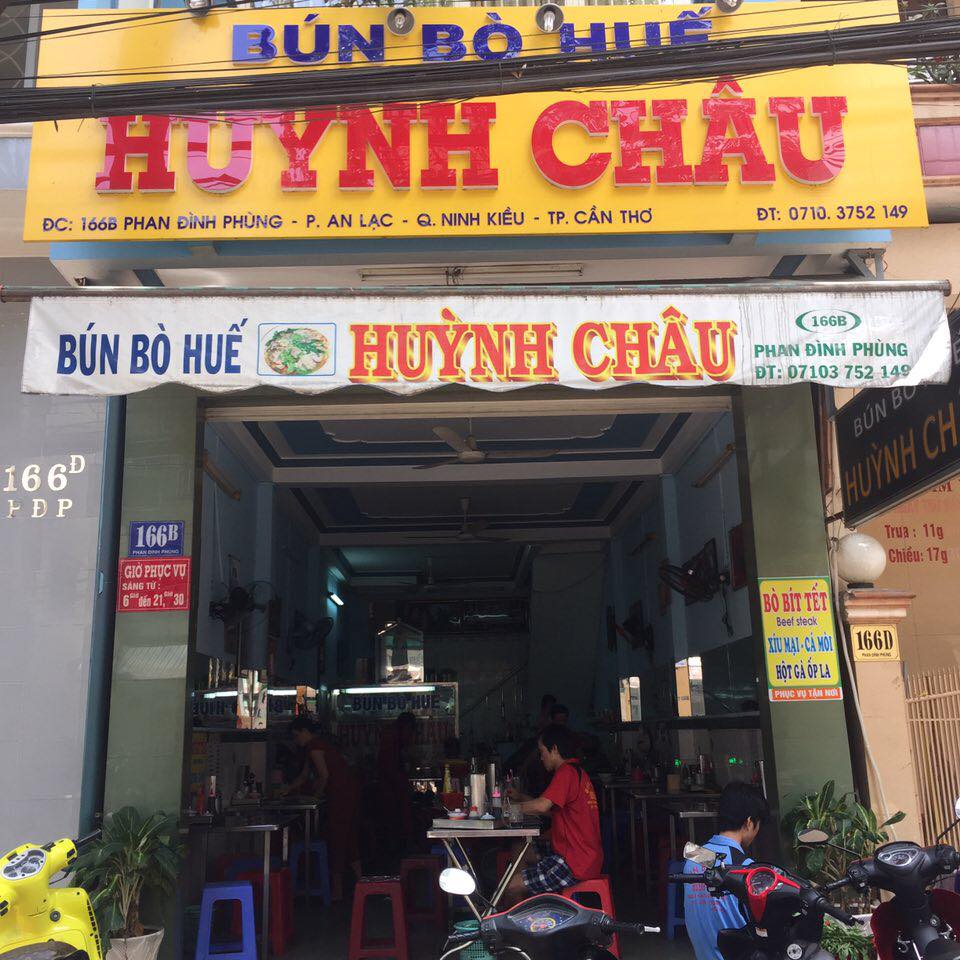 BÚN BÒ HUẾ
HUỲNH CHÂU
ĐC: 166B PHAN ĐÌNH PHÙNG - P. AN LẠC - Q. NINH KIỀU - TP. CẦN THƠ
ĐT: 0710. 3752 149
BÚN BÒ HUẾ
HUỲNH CHÂU
166B
PHAN ĐÌNH PHÙNG
ĐT: 07103 752 149
BÚN BÒ
HUỲNH CH
166Đ
PĐP
166B
PHAN ĐÌNH PHÙNG
GIỜ PHỤC VỤ
SÁNG TỪ :
6 Giờ đến 21, Giờ 30
Trưa : 11g
Chiều: 17g
BÒ BÍT TẾT
Beef steak
XÍU MẠI - CÁ MÒI
HỘT GÀ ỐP LA
PHỤC VỤ TẬN NƠI
166D
PHAN ĐÌNH PHÙNG
BÚN BÒ HUẾ